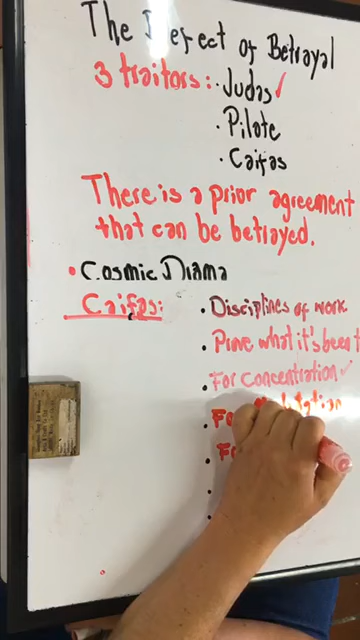 The Defect of Betrayal
3 traitors: · Judas ✓
· Pilate
· Caifas
There is a prior agreement
that can be betrayed.
• Cosmic Drama
Caifas:
• Disciplines of work
• Prove what it's been
• For Concentration ✓